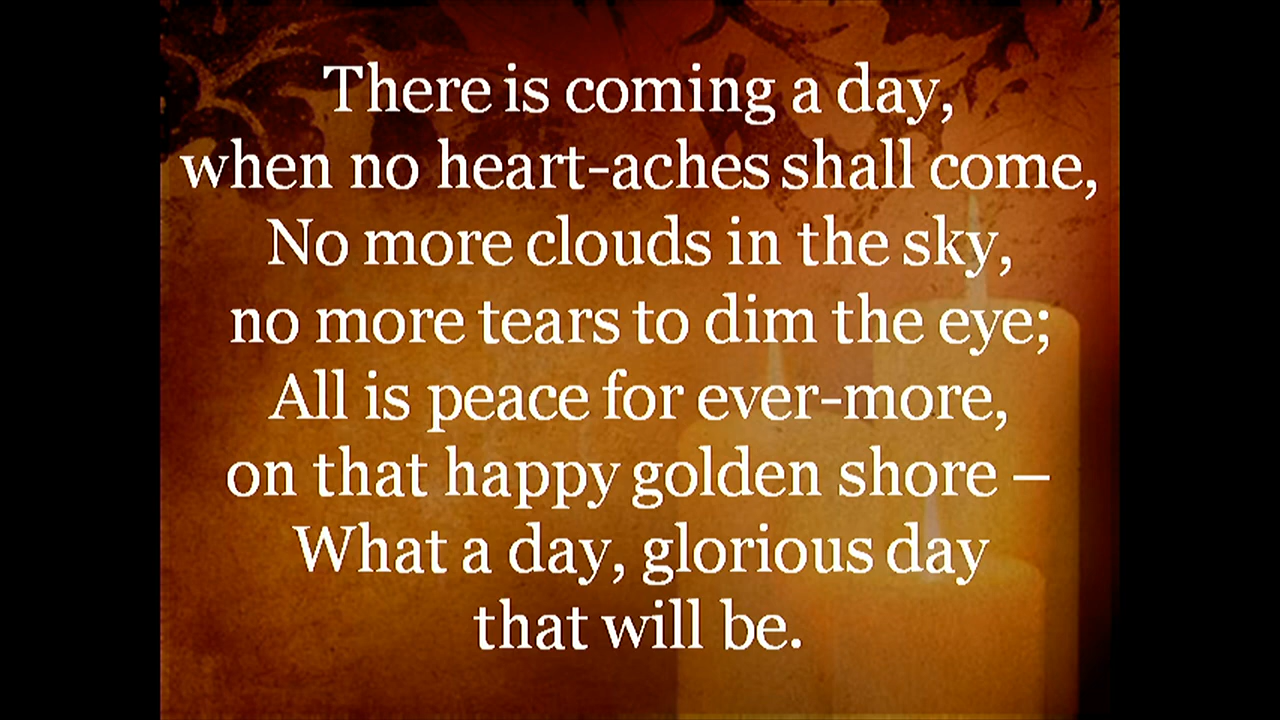 There is coming a day,
when no heart-aches shall come,
No more clouds in the sky,
no more tears to dim the eye;
All is peace for ever-more,
on that happy golden shore –
What a day, glorious day
that will be.